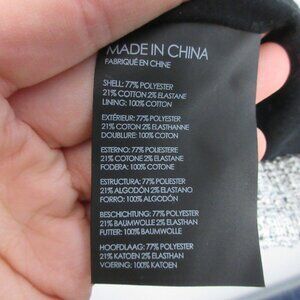 MADE IN CHINA
FABRIQUÉ EN CHINE
SHELL: 77% POLYESTER
21% COTTON 2% ELASTANE
LINING: 100% COTTON
EXTÉRIEUR: 77% POLYESTER
21% COTON 2% ELASTHANNE
DOUBLURE: 100% COTON
ESTERNO: 77% POLIESTERE
21% COTONE 2% ELASTAN
FODERA: 100% COTONE
ESTRUCTURA: 77% POLIESTER
21% ALGODÓN 2% ELASTANO
FORRO: 100% ALGODÓN
BESCHICHTUNG: 77% POLYESTER
21% BAUMWOLLE 2% ELASTHAN
FUTTER: 100% BAUMWOLLE
HOOFDLAAG: 77% POLYESTER
21% KATOEN 2% ELASTHAAN
VOERING: 100% KATOEN